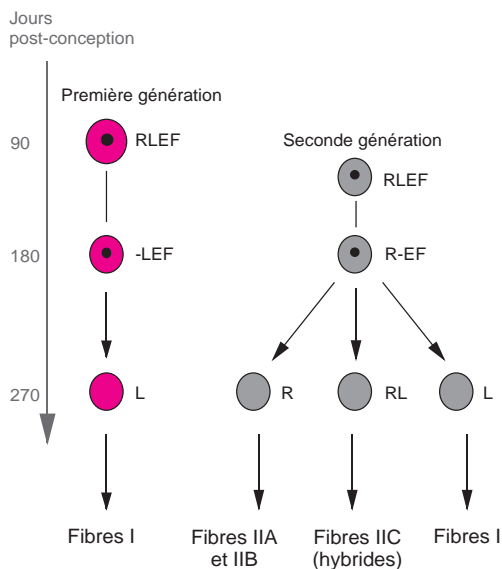 Jours
post-conception
Première génération
90
RLEF
Seconde génération
RLEF
180
-LEF
R-EF
270
L
R
RL
L
Fibres I
Fibres IIA
et IIB
Fibres IIC
(hybrides)
Fibres I